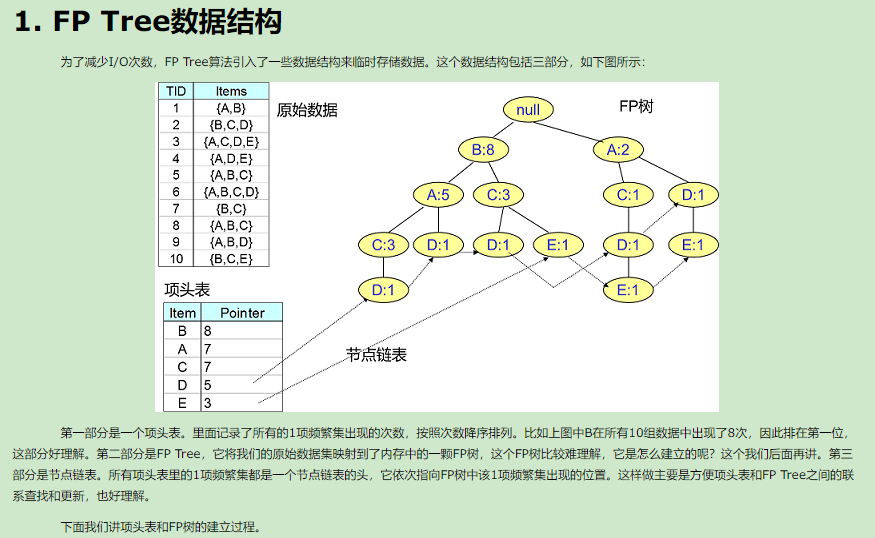 1. FP Tree数据结构
为了减少I/O次数，FP Tree算法引入了一些数据结构来临时存储数据。这个数据结构包括三部分，如下图所示：
TID Items
1 {A,B}
2 {B,C,D}
3 {A,C,D,E}
4 {A,D,E}
5 {A,B,C}
6 {A,B,C,D}
7 {B,C}
8 {A,B,C}
9 {A,B,D}
10 {B,C,E}
原始数据
FP树
null
B:8 A:2
A:5 C:3 C:1 D:1
C:3 D:1 D:1 E:1 D:1 E:1
D:1 E:1
项头表
Item Pointer
B 8
A 7
C 7
D 5
E 3
节点链表
第一部分是一个项头表。里面记录了所有的1项频繁集出现的次数，按照次数降序排列。比如上图中B在所有10组数据中出现了8次，因此排在第一位，
这部分好理解。第二部分是FP Tree，它将我们的原始数据集映射到了内存中的一颗FP树，这个FP树比较难理解，它是怎么建立的呢？这个我们后面再讲。第三
部分是节点链表。所有项头表里的1项频繁集都是一个节点链表的头，它依次指向FP树中该1项频繁集出现的位置。这样做主要是方便项头表和FP Tree之间的联
系查找和更新，也好理解。
下面我们讲项头表和FP树的建立过程。